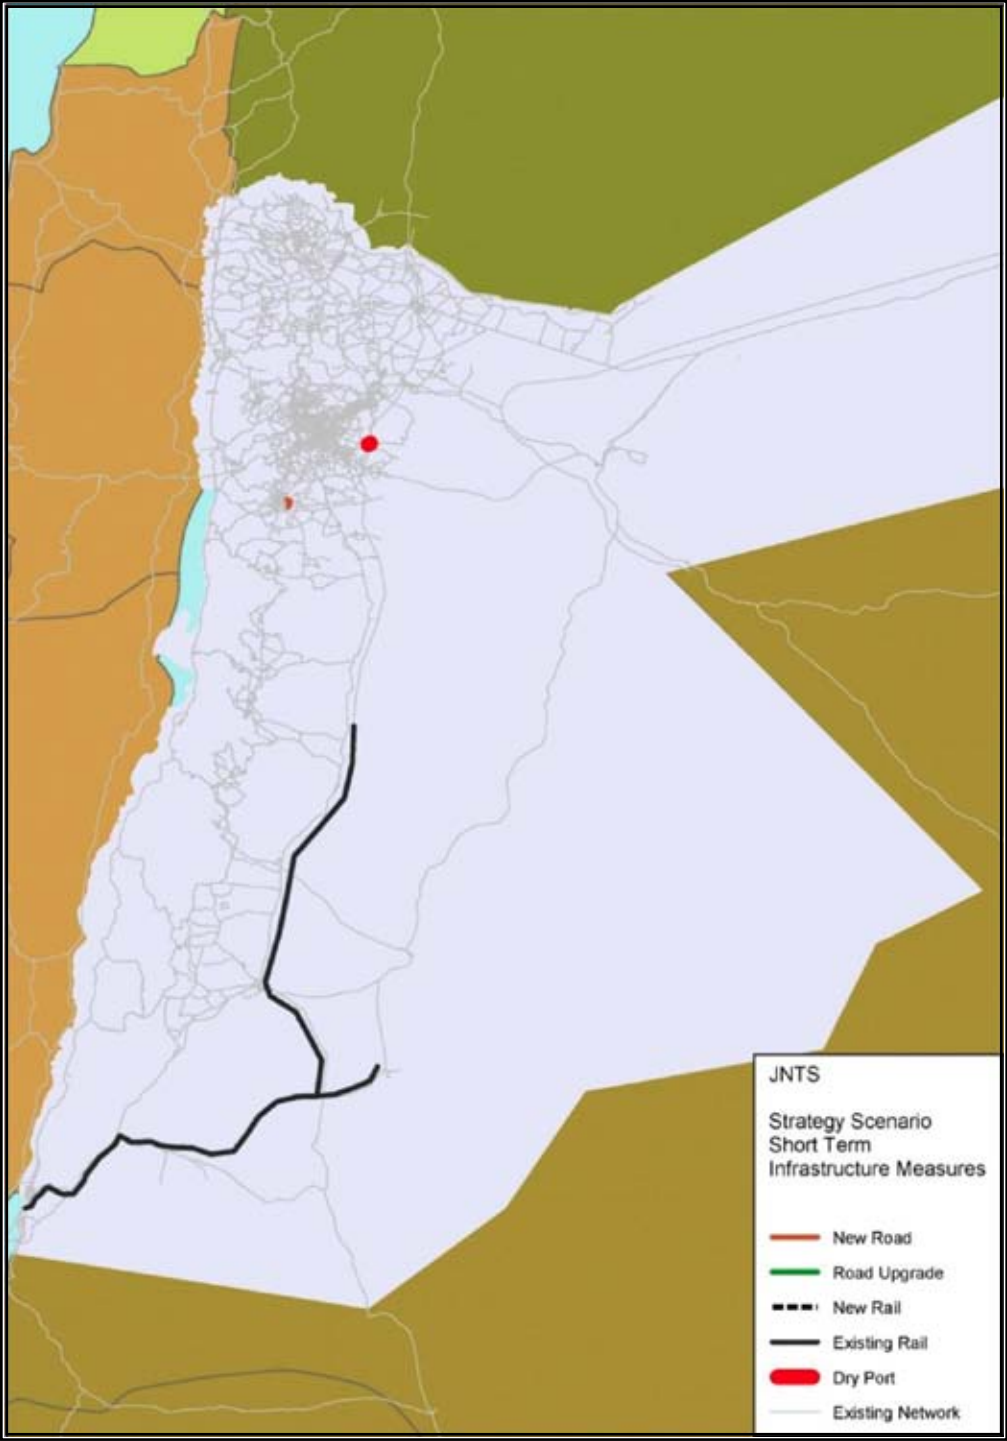 JNTS
Strategy Scenario
Short Term
Infrastructure Measures
New Road
Road Upgrade
New Rail
Existing Rail
Dry Port
Existing Network